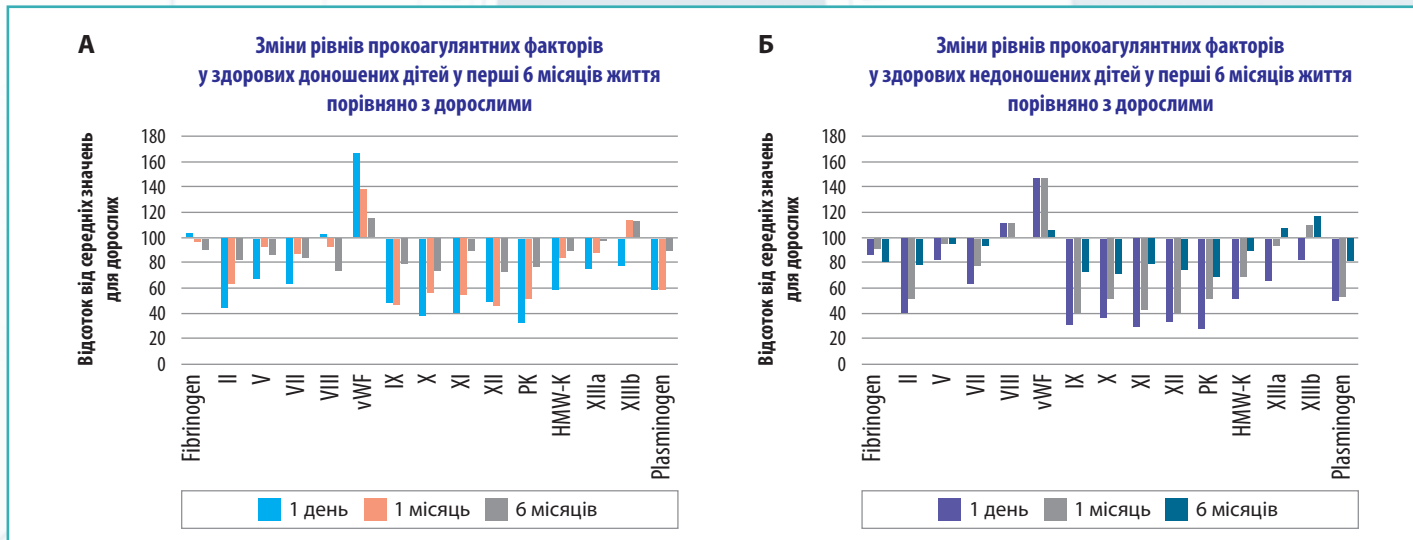 А
Зміни рівнів прокоагулянтних факторів
у здорових доношених дітей у перші 6 місяців життя
порівняно з дорослими
Відсоток від середніх значень
для дорослих
180
160
140
120
100
80
60
40
20
0
Fibrinogen
II
V
VII
VIII
vWF
IX
X
XI
XII
PK
HMW-K
XIIIa
XIIIb
Plasminogen
1 день 1 місяць 6 місяців
Б
Зміни рівнів прокоагулянтних факторів
у здорових недоношених дітей у перші 6 місяців життя
порівняно з дорослими
Відсоток від середніх значень
для дорослих
180
160
140
120
100
80
60
40
20
0
Fibrinogen
II
V
VII
VIII
vWF
IX
X
XI
XII
PK
HMW-K
XIIIa
XIIIb
Plasminogen
1 день 1 місяць 6 місяців